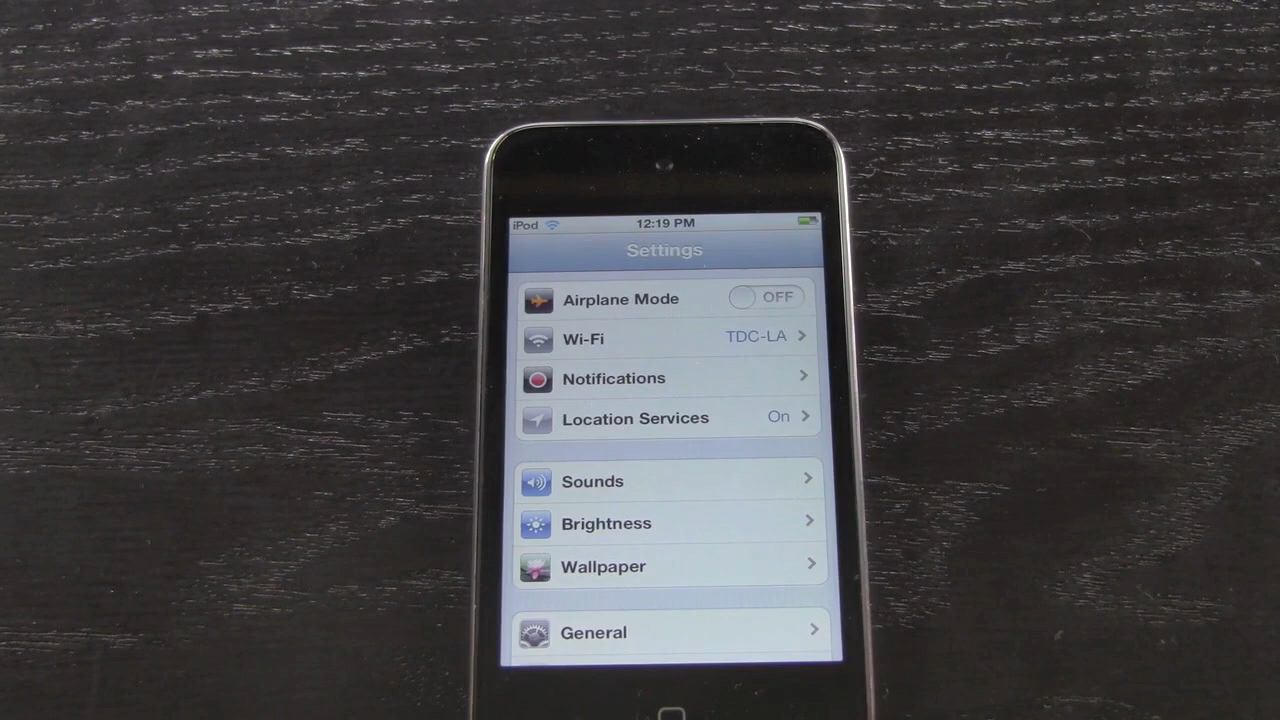 iPod 12:19 PM
Settings
Airplane Mode OFF
Wi-Fi TDC-LA
Notifications
Location Services On
Sounds
Brightness
Wallpaper
General